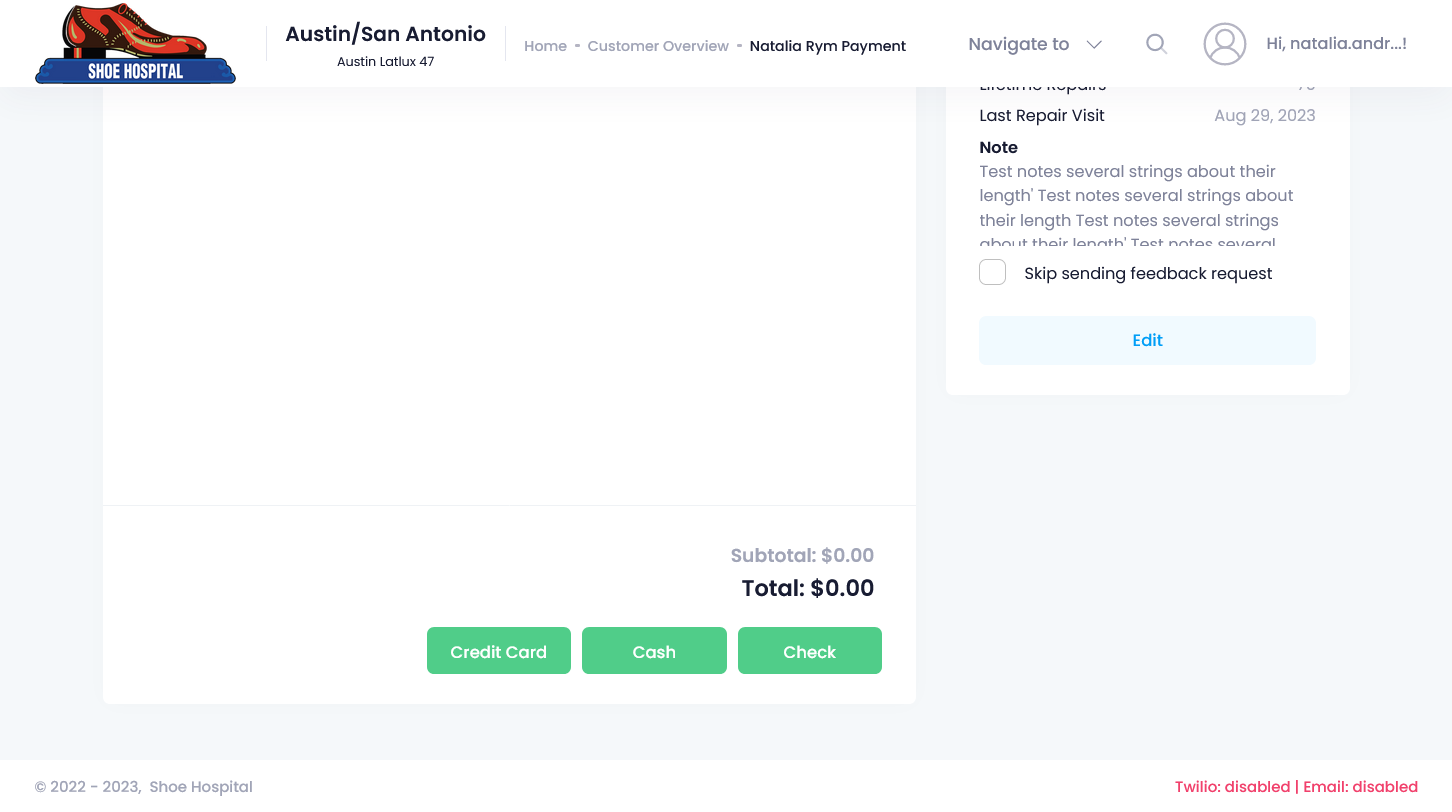 SHOE HOSPITAL
Austin/San Antonio
Austin Latlux 47
Home - Customer Overview - Natalia Rym Payment
Navigate to
Hi, natalia.andr...!
Lifetime Repairs
Last Repair Visit Aug 29, 2023
Note
Test notes several strings about their
length' Test notes several strings about
their length Test notes several strings
about their length' Test notes several
Skip sending feedback request
Edit
Subtotal: $0.00
Total: $0.00
Credit Card Cash Check
© 2022 - 2023, Shoe Hospital
Twilio: disabled | Email: disabled